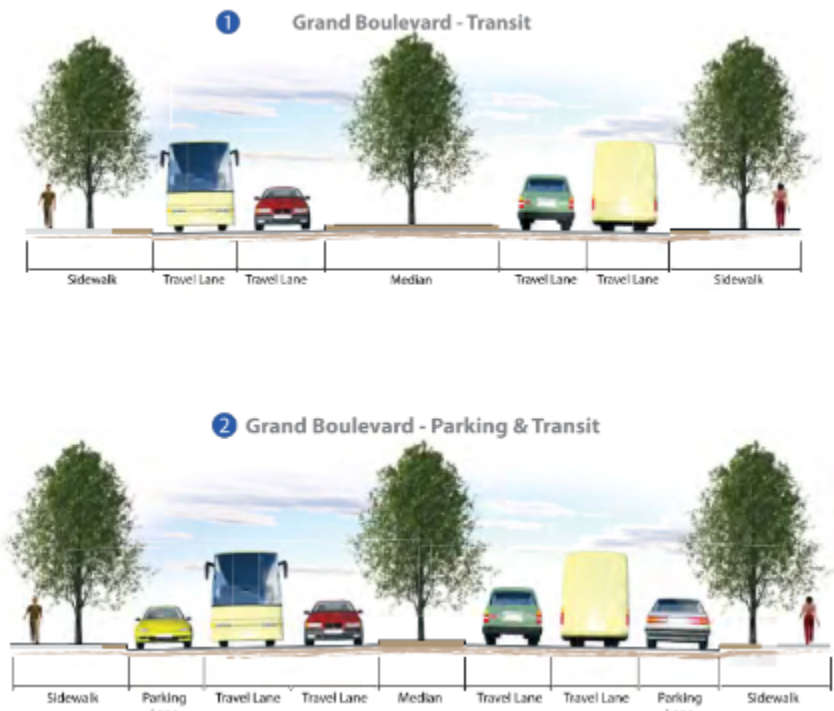 1 Grand Boulevard - Transit
Sidewalk Travel Lane Travel Lane Median Travel Lane Travel Lane Sidewalk
2 Grand Boulevard - Parking & Transit
Sidewalk Parking Travel Lane Travel Lane Median Travel Lane Travel Lane Parking Sidewalk